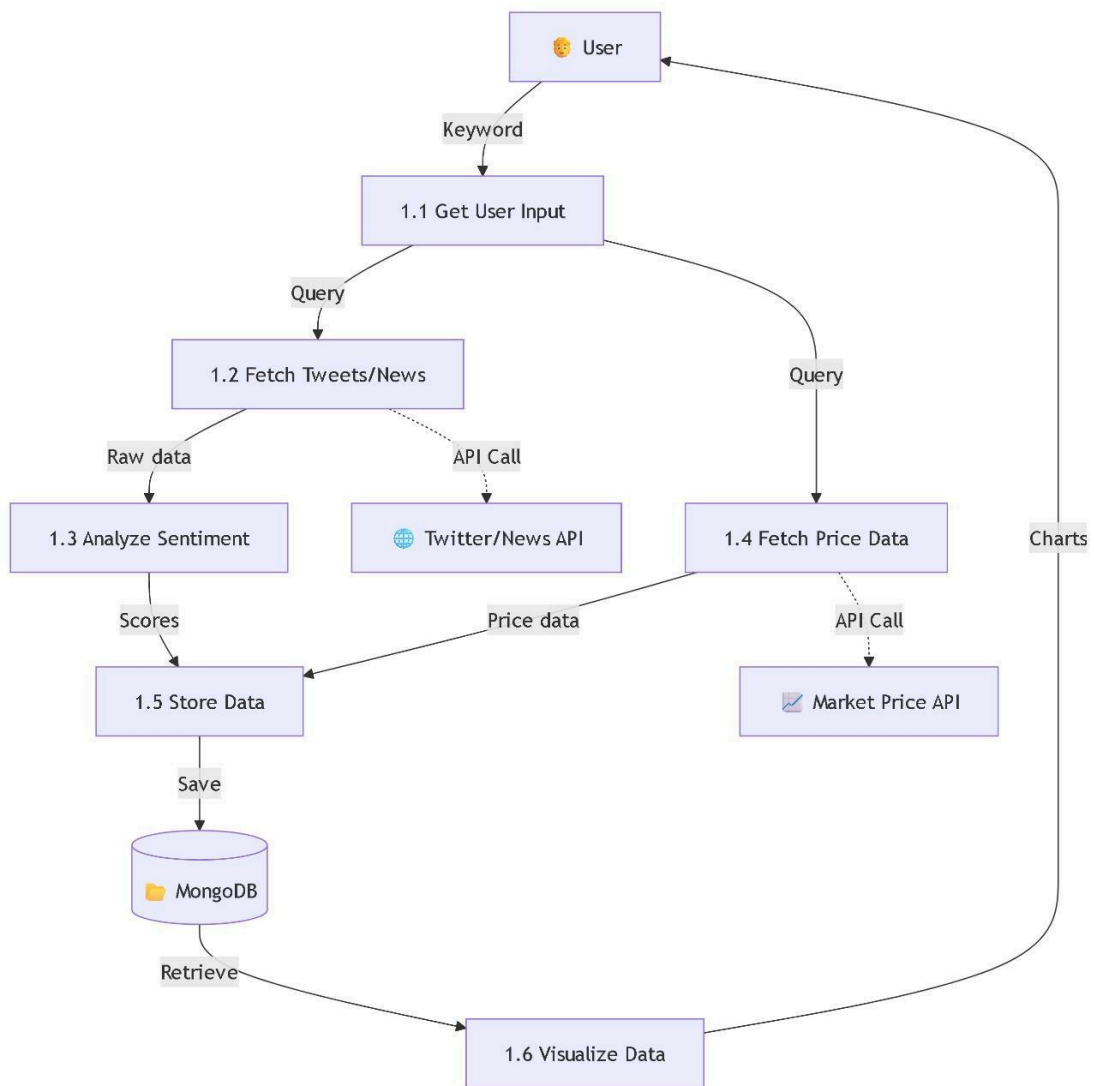 User
Keyword
1.1 Get User Input
Query
1.2 Fetch Tweets/News
Query
Raw data
API Call
1.3 Analyze Sentiment
Twitter/News API
1.4 Fetch Price Data
Charts
Scores
Price data
API Call
1.5 Store Data
Market Price API
Save
MongoDB
Retrieve
1.6 Visualize Data